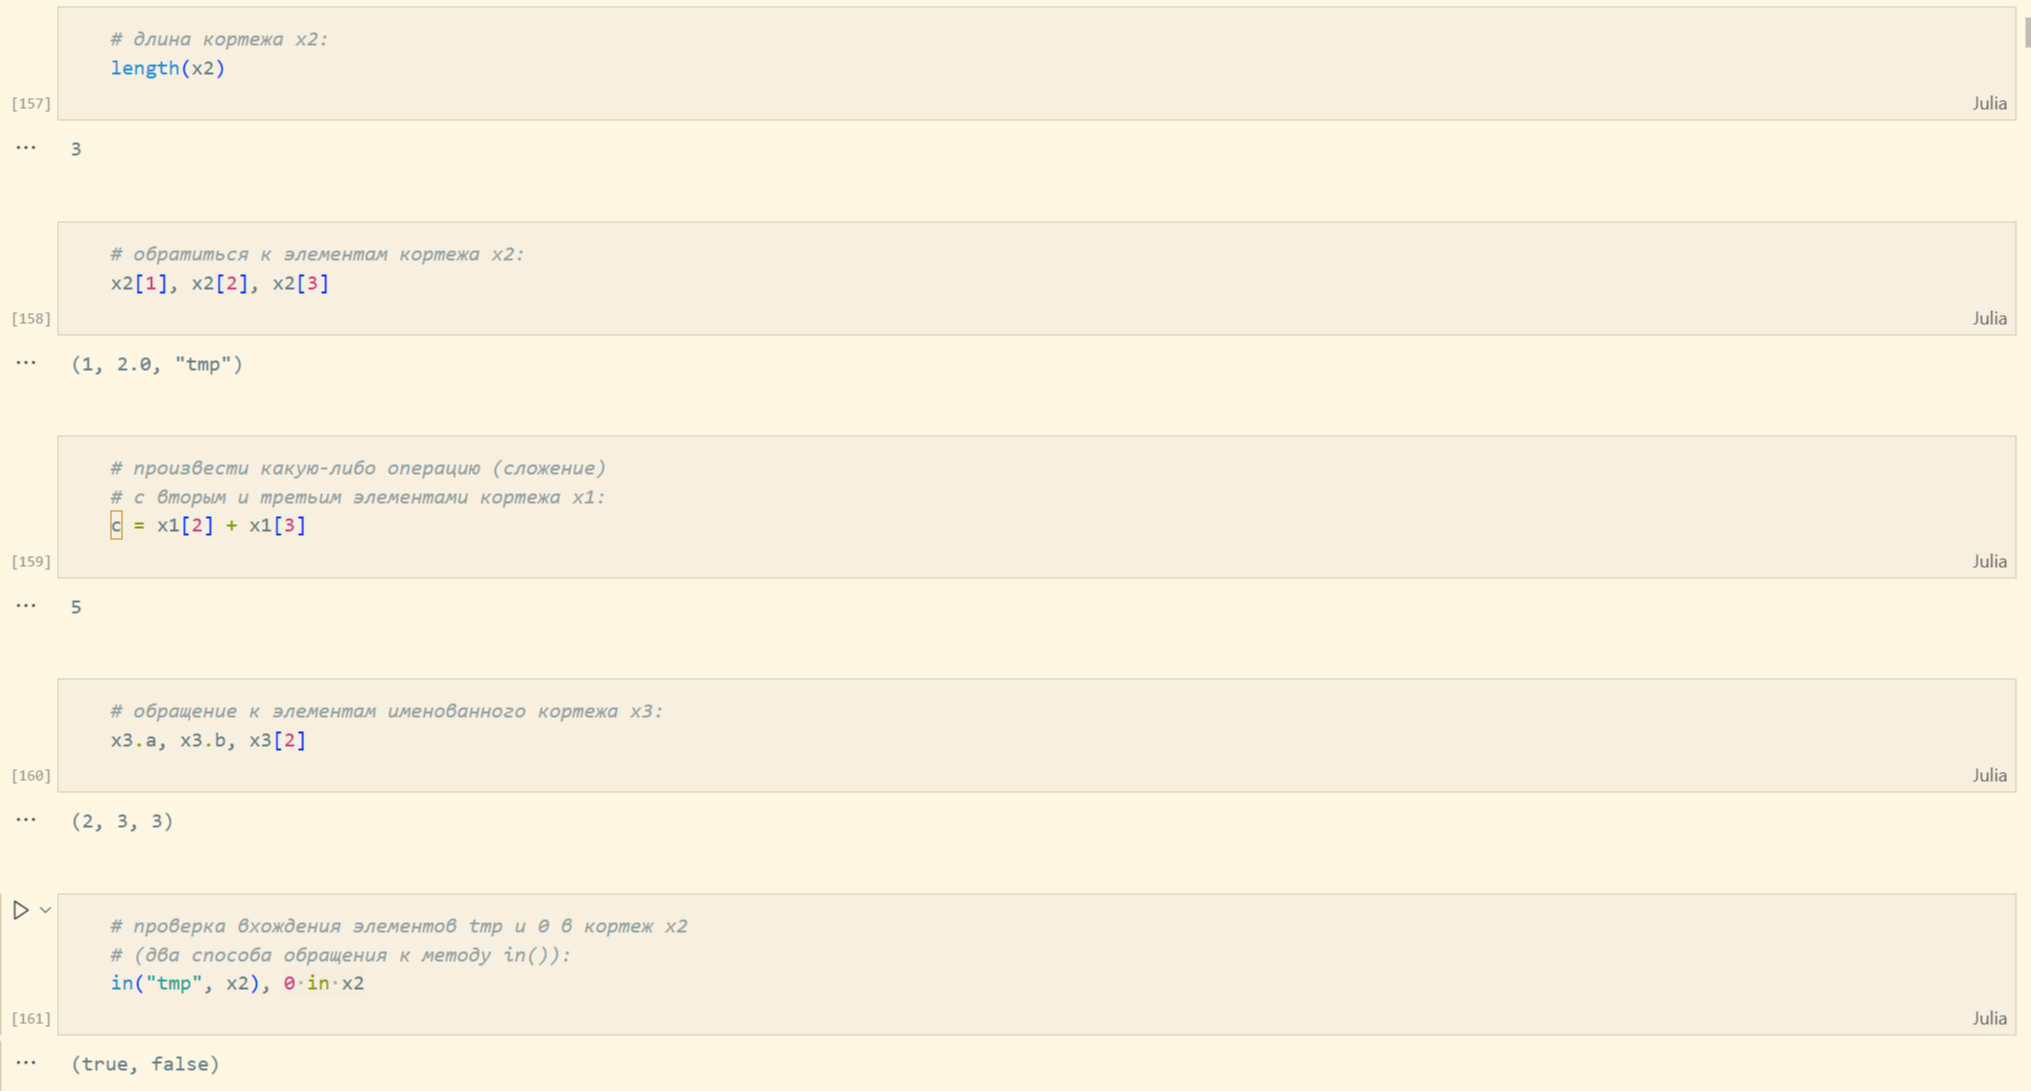 # длина кортежа x2:
length(x2)
[157]
Julia
... 3
# обратиться к элементам кортежа x2:
x2[1], x2[2], x2[3]
[158]
Julia
... (1, 2.0, "tmp")
# произвести какую-либо операцию (сложение)
# с вторым и третьим элементами кортежа x1:
c = x1[2] + x1[3]
[159]
Julia
... 5
# обращение к элементам именованного кортежа x3:
x3.a, x3.b, x3[2]
[160]
Julia
... (2, 3, 3)
# проверка вхождения элементов tmp и 0 в кортеж x2
# (два способа обращения к методу in()):
in("tmp", x2), 0·in·x2
[161]
Julia
... (true, false)